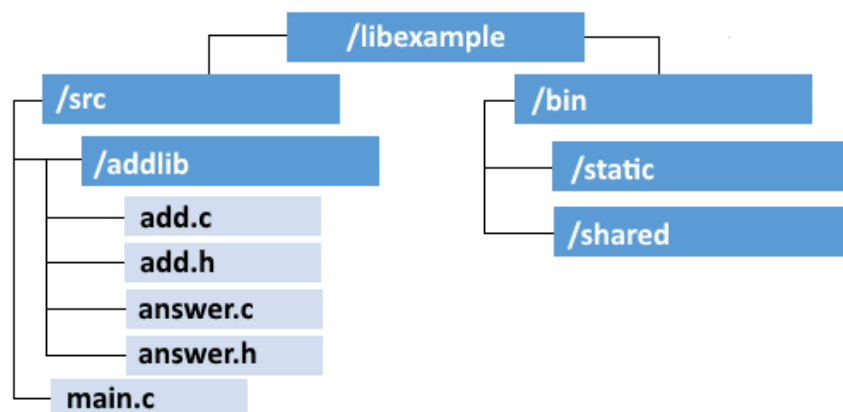 /libexample
/src
/bin
/addlib
/static
add.c
/shared
add.h
answer.c
answer.h
main.c